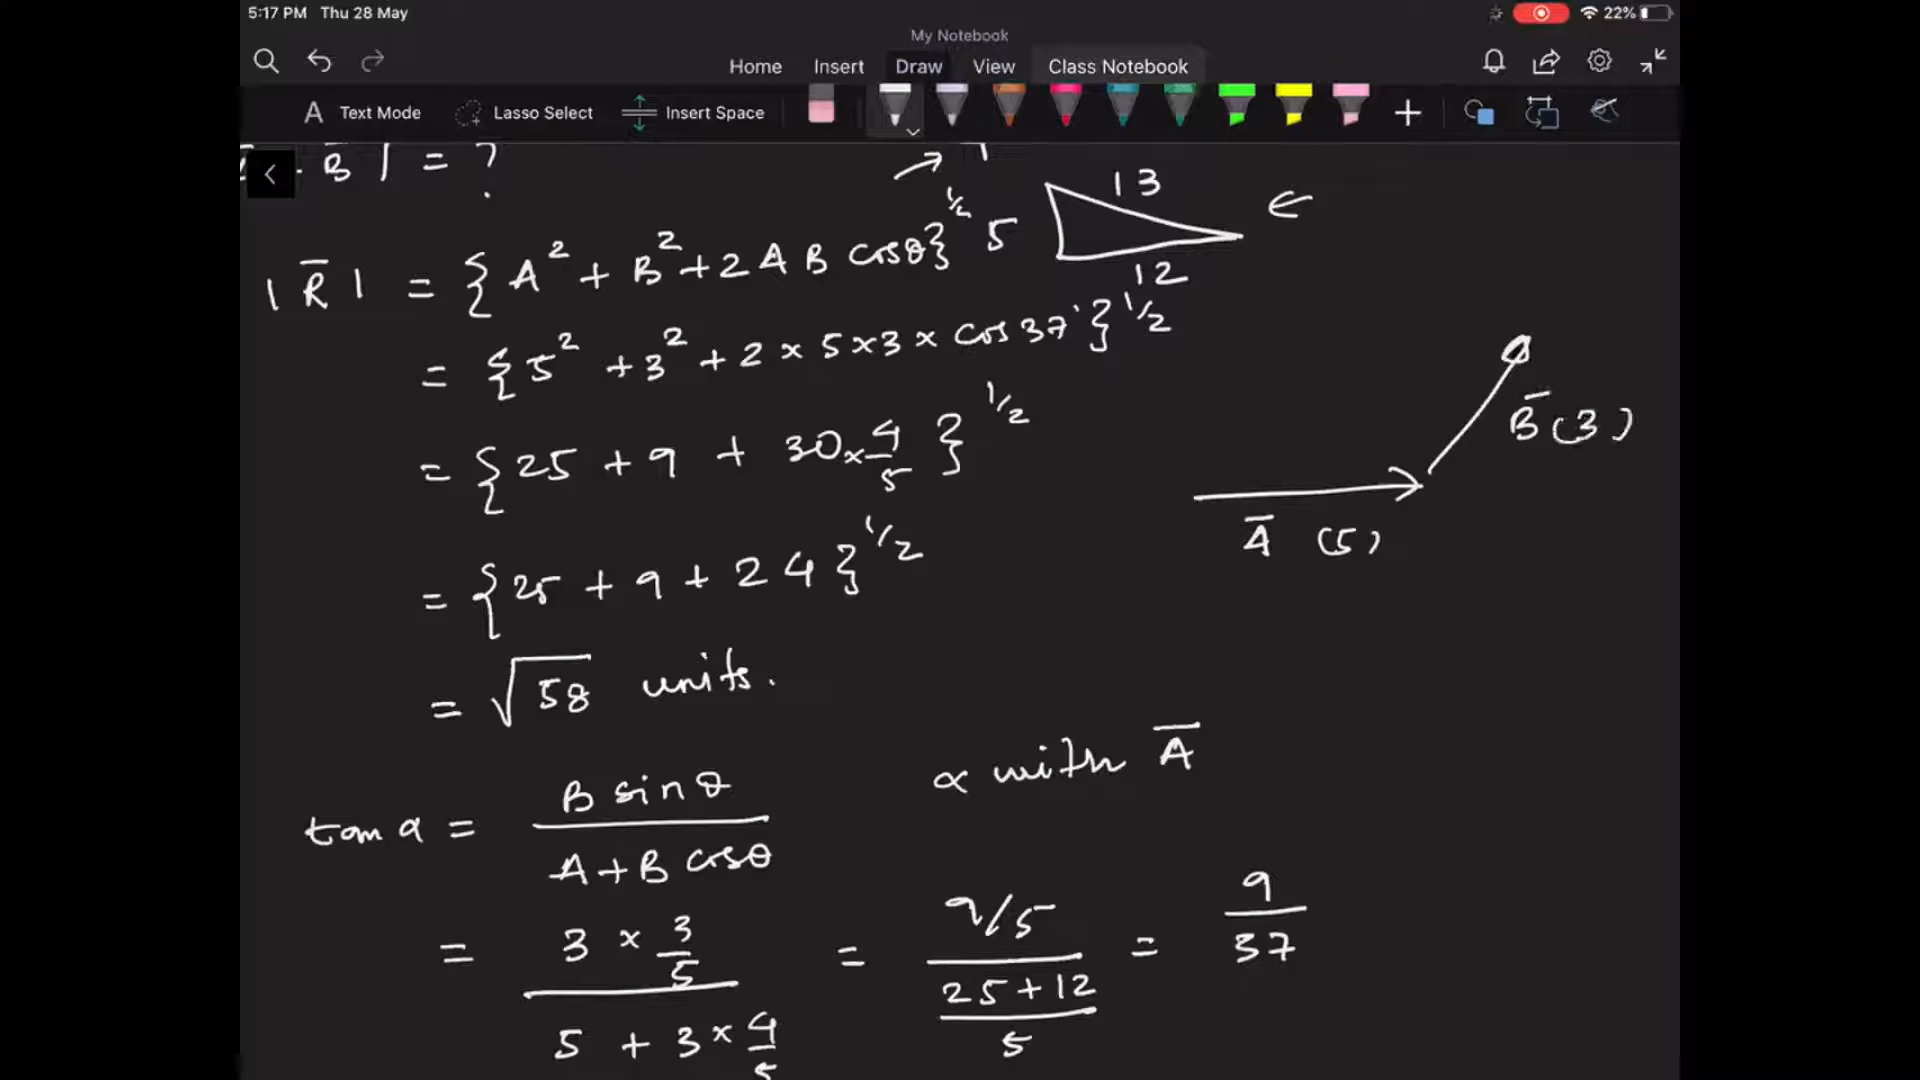 5:17 PM Thu 28 May
22%
My Notebook
Home Insert Draw View Class Notebook
A Text Mode Lasso Select Insert Space
B̄ | = ?
13
5
12
| R̄ | = {A² + B² + 2 A B cosθ}^1/2
= {5² + 3² + 2 × 5 × 3 × cos 37°}^1/2
= {25 + 9 + 30 × 4/5}^1/2
B̄ (3)
Ā (5)
= {25 + 9 + 24}^1/2
= √58 units.
α with Ā
tan α = B sin θ / A + B cosθ
= 3 × 3/5 / 5 + 3 × 4/5 = 9/5 / 25 + 12 / 5 = 9/37